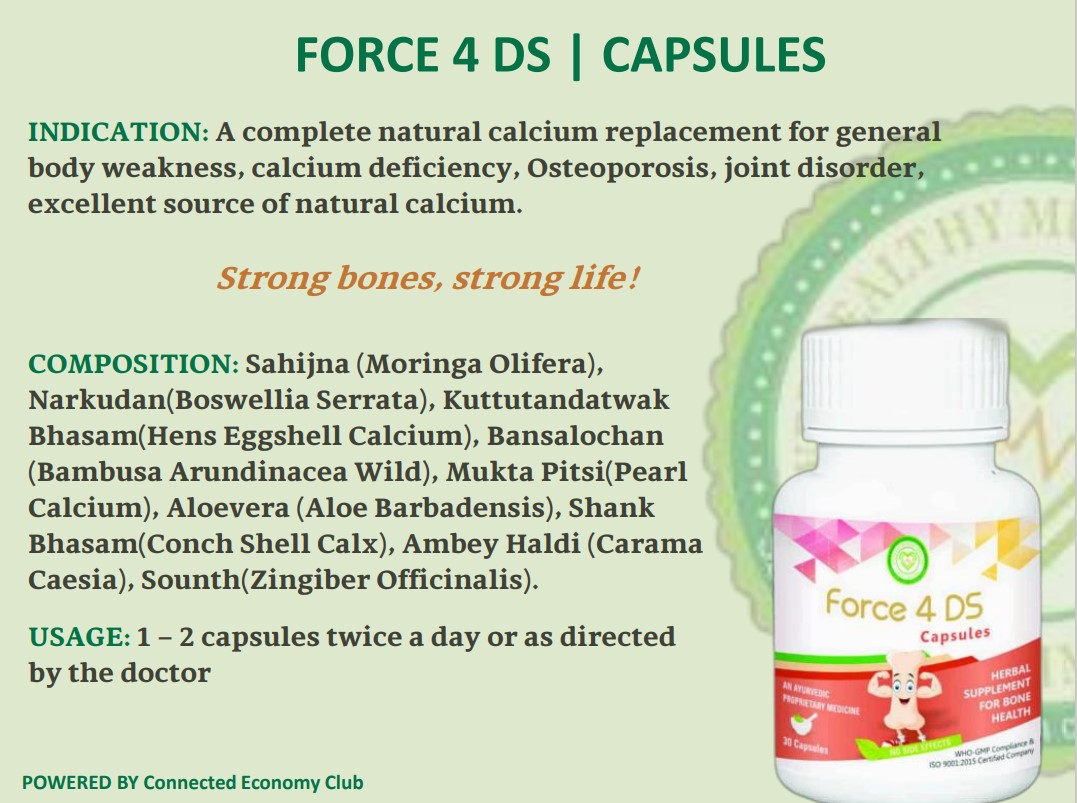 FORCE 4 DS | CAPSULES
INDICATION: A complete natural calcium replacement for general
body weakness, calcium deficiency, Osteoporosis, joint disorder,
excellent source of natural calcium.
Strong bones, strong life!
COMPOSITION: Sahijna (Moringa Olifera),
Narkudan(Boswellia Serrata), Kuttutandatwak
Bhasam(Hens Eggshell Calcium), Bansalochan
(Bambusa Arundinacea Wild), Mukta Pitsi(Pearl
Calcium), Aloevera (Aloe Barbadensis), Shank
Bhasam(Conch Shell Calx), Ambey Haldi (Carama
Caesia), Sounth(Zingiber Officinalis).
USAGE: 1 – 2 capsules twice a day or as directed
by the doctor
HEALTHY
Force 4 DS
Capsules
AN AYURVEDIC
PROPRIETARY MEDICINE
30 Capsules
HERBAL
SUPPLEMENT
FOR BONE
HEALTH
NO SIDE EFFECTS
WHO-GMP Compliance &
ISO 9001:2015 Certified Company
POWERED BY Connected Economy Club